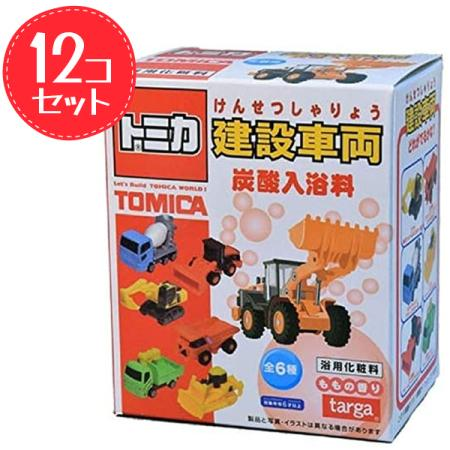 12コ
セット
けんせつしゃりょう
トミカ
建設車両
Let's Build TOMICA WORLD!
TOMICA
炭酸入浴料
全6種
浴用化粧料
ももの香り
targa
製品と写真・イラストは異なる場合があります